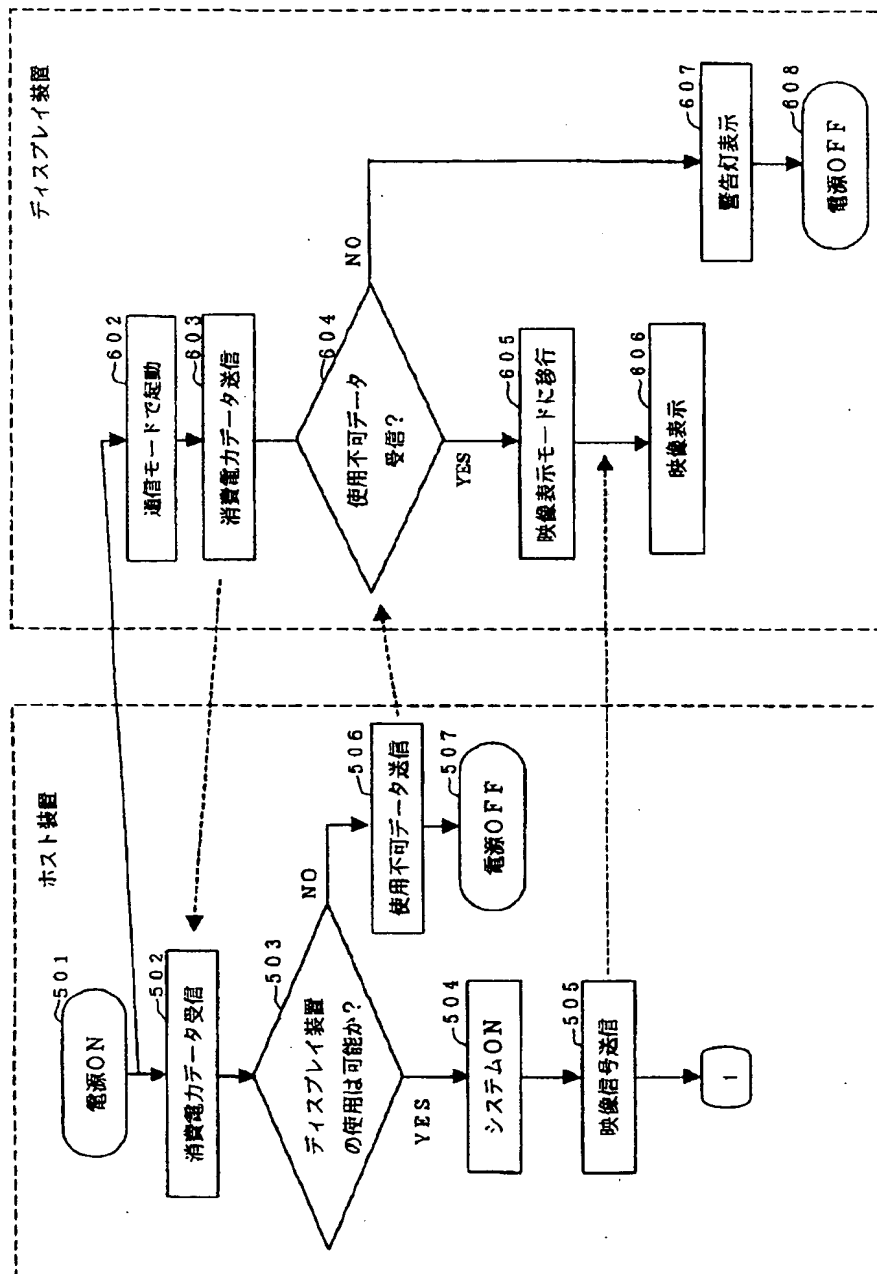 ホスト装置
501
電源ON
502
消費電力データ受信
503
ディスプレイ装置
の使用は可能か?
NO
YES
504
システムON
505
映像信号送信
1
506
使用不可データ送信
507
電源OFF
ディスプレイ装置
602
通信モードで起動
603
消費電力データ送信
604
使用不可データ
受信?
NO
YES
605
映像表示モードに移行
606
映像表示
607
警告灯表示
608
電源OFF